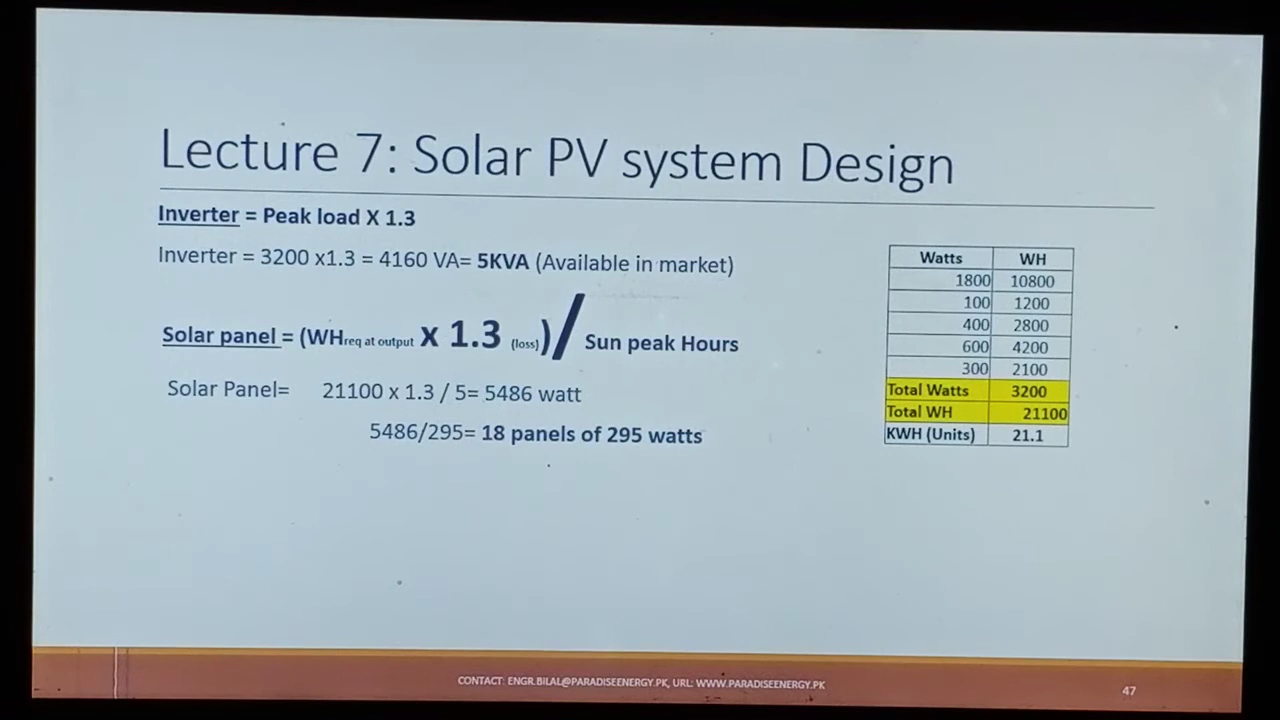 Lecture 7: Solar PV system Design
Inverter = Peak load X 1.3
Inverter = 3200 x1.3 = 4160 VA= 5KVA (Available in market)
Solar panel = (WHreq at output X 1.3 (loss))/ Sun peak Hours
Solar Panel= 21100 x 1.3 / 5= 5486 watt
5486/295= 18 panels of 295 watts
Watts WH
1800 10800
100 1200
400 2800
600 4200
300 2100
Total Watts 3200
Total WH 21100
KWH (Units) 21.1
CONTACT: ENGR.BILAL@PARADISEENERGY.PK, URL: WWW.PARADISEENERGY.PK
47